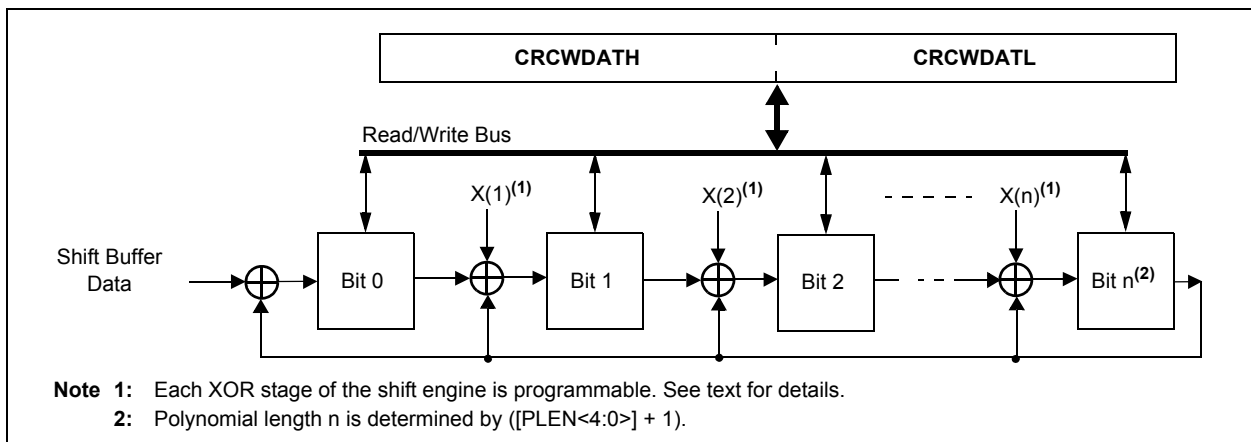 CRCWDATH CRCWDATL
Read/Write Bus
X(1)(1) X(2)(1) X(n)(1)
Shift Buffer
Data
Bit 0 Bit 1 Bit 2 Bit n(2)
Note 1: Each XOR stage of the shift engine is programmable. See text for details.
2: Polynomial length n is determined by ([PLEN<4:0>] + 1).